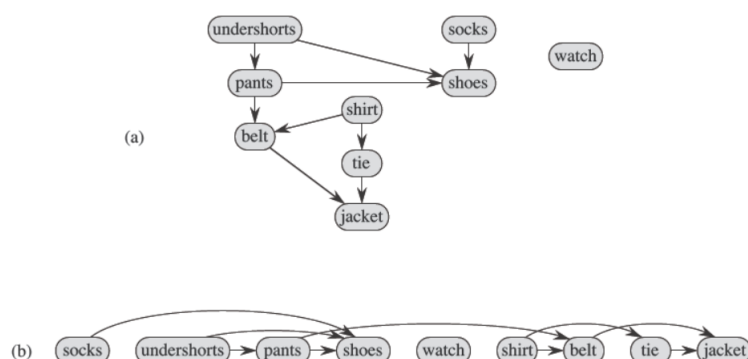 undershorts socks
watch
pants shoes
shirt
(a) belt
tie
jacket
(b) socks undershorts pants shoes watch shirt belt tie jacket